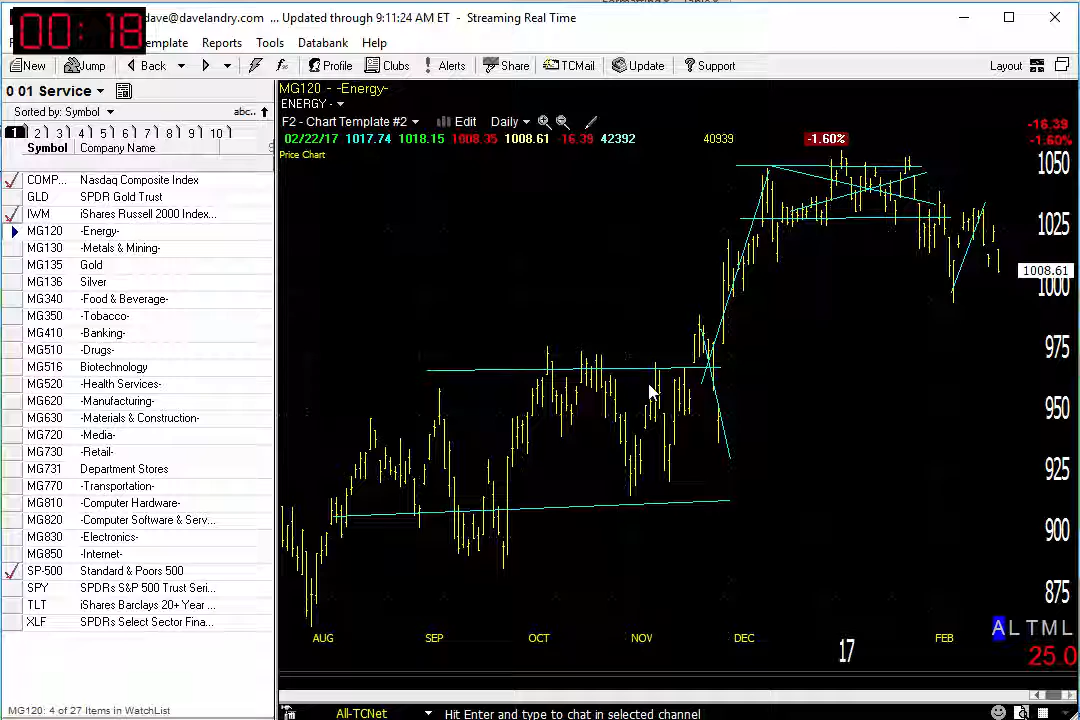 dave@davelandry.com ... Updated through 9:11:24 AM ET - Streaming Real Time
00:18
emplate Reports Tools Databank Help
New Jump Back Profile Clubs Alerts Share TCMail Update Support Layout
0 01 Service
Sorted by: Symbol abc..
1 2 3 4 5 6 7 8 9 10
Symbol Company Name
COMP... Nasdaq Composite Index
GLD SPDR Gold Trust
IWM iShares Russell 2000 Index...
MG120 -Energy-
MG130 -Metals & Mining-
MG135 Gold
MG136 Silver
MG340 -Food & Beverage-
MG350 -Tobacco-
MG410 -Banking-
MG510 -Drugs-
MG516 Biotechnology
MG520 -Health Services-
MG620 -Manufacturing-
MG630 -Materials & Construction-
MG720 -Media-
MG730 -Retail-
MG731 Department Stores
MG770 -Transportation-
MG810 -Computer Hardware-
MG820 -Computer Software & Serv...
MG830 -Electronics-
MG850 -Internet-
SP-500 Standard & Poors 500
SPY SPDRs S&P 500 Trust Seri...
TLT iShares Barclays 20+ Year ...
XLF SPDRs Select Sector Fina...
MG120: 4 of 27 Items in WatchList
MG120 - -Energy-
ENERGY -
F2 - Chart Template #2 Edit Daily
02/22/17 1017.74 1018.15 1008.35 1008.61 -16.39 42392 40939 -1.60%
Price Chart
-16.39
-1.60%
1050
1025
1008.61
1000
975
950
925
900
875
AUG SEP OCT NOV DEC 17 FEB
A L T M L
25.0
All-TCNet Hit Enter and type to chat in selected channel